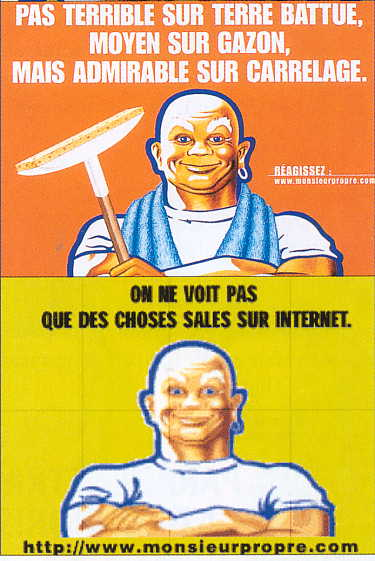 PAS TERRIBLE SUR TERRE BATTUE,
MOYEN SUR GAZON,
MAIS ADMIRABLE SUR CARRELAGE.
RÉAGISSEZ :
www.monsieurpropre.com
ON NE VOIT PAS
QUE DES CHOSES SALES SUR INTERNET.
http://www.monsieurpropre.com